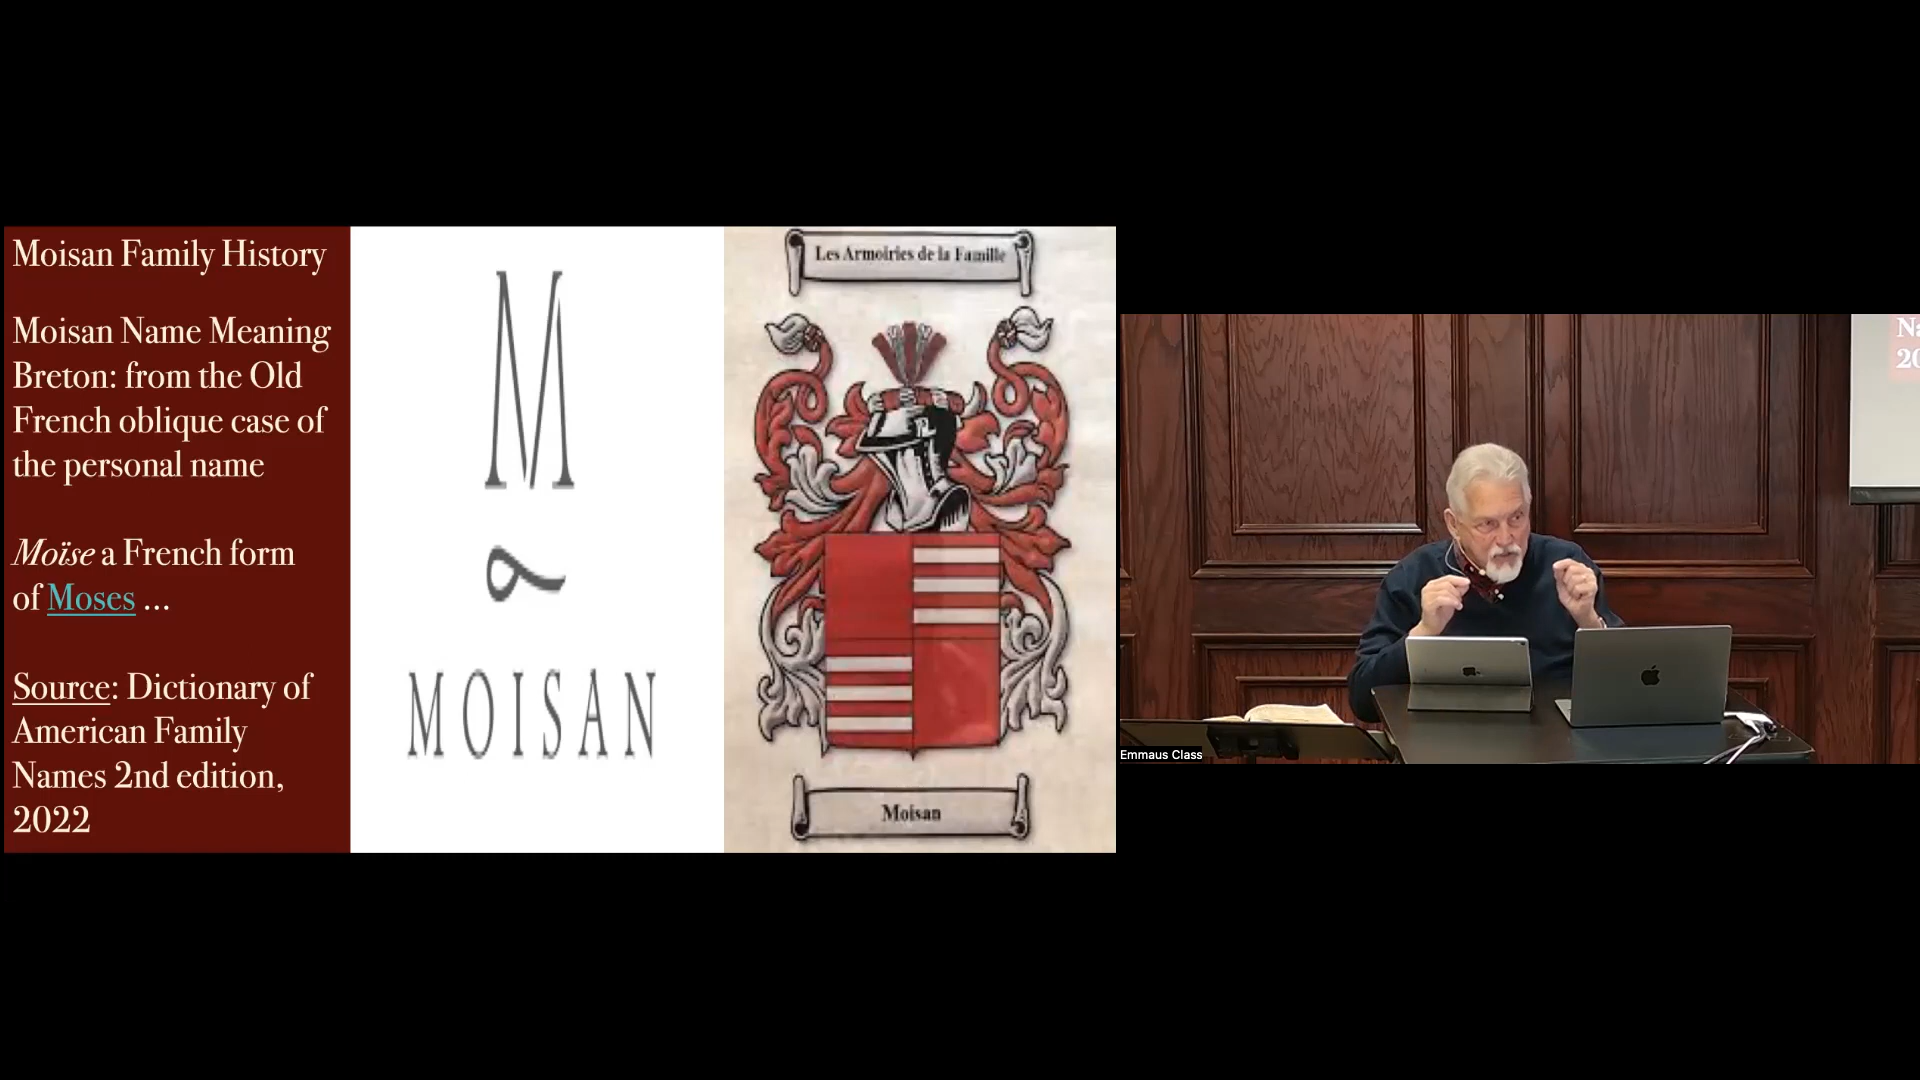 Moisan Family History
Moisan Name Meaning
Breton: from the Old
French oblique case of
the personal name
Moïse a French form
of Moses ...
Source: Dictionary of
American Family
Names 2nd edition,
2022
M
MOISAN
Les Armoiries de la Famille
Moisan
Emmaus Class
20